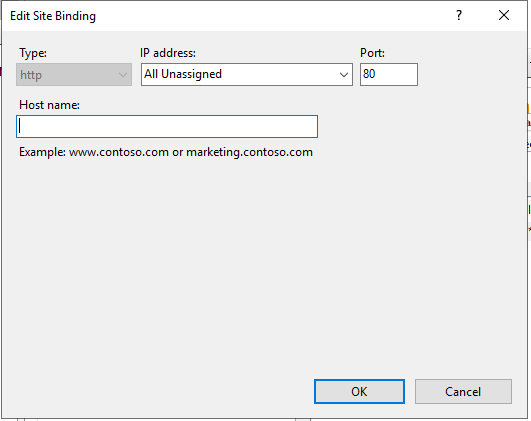 Edit Site Binding
?
Type:
IP address:
Port:
http
All Unassigned
80
Host name:
Example: www.contoso.com or marketing.contoso.com
OK
Cancel